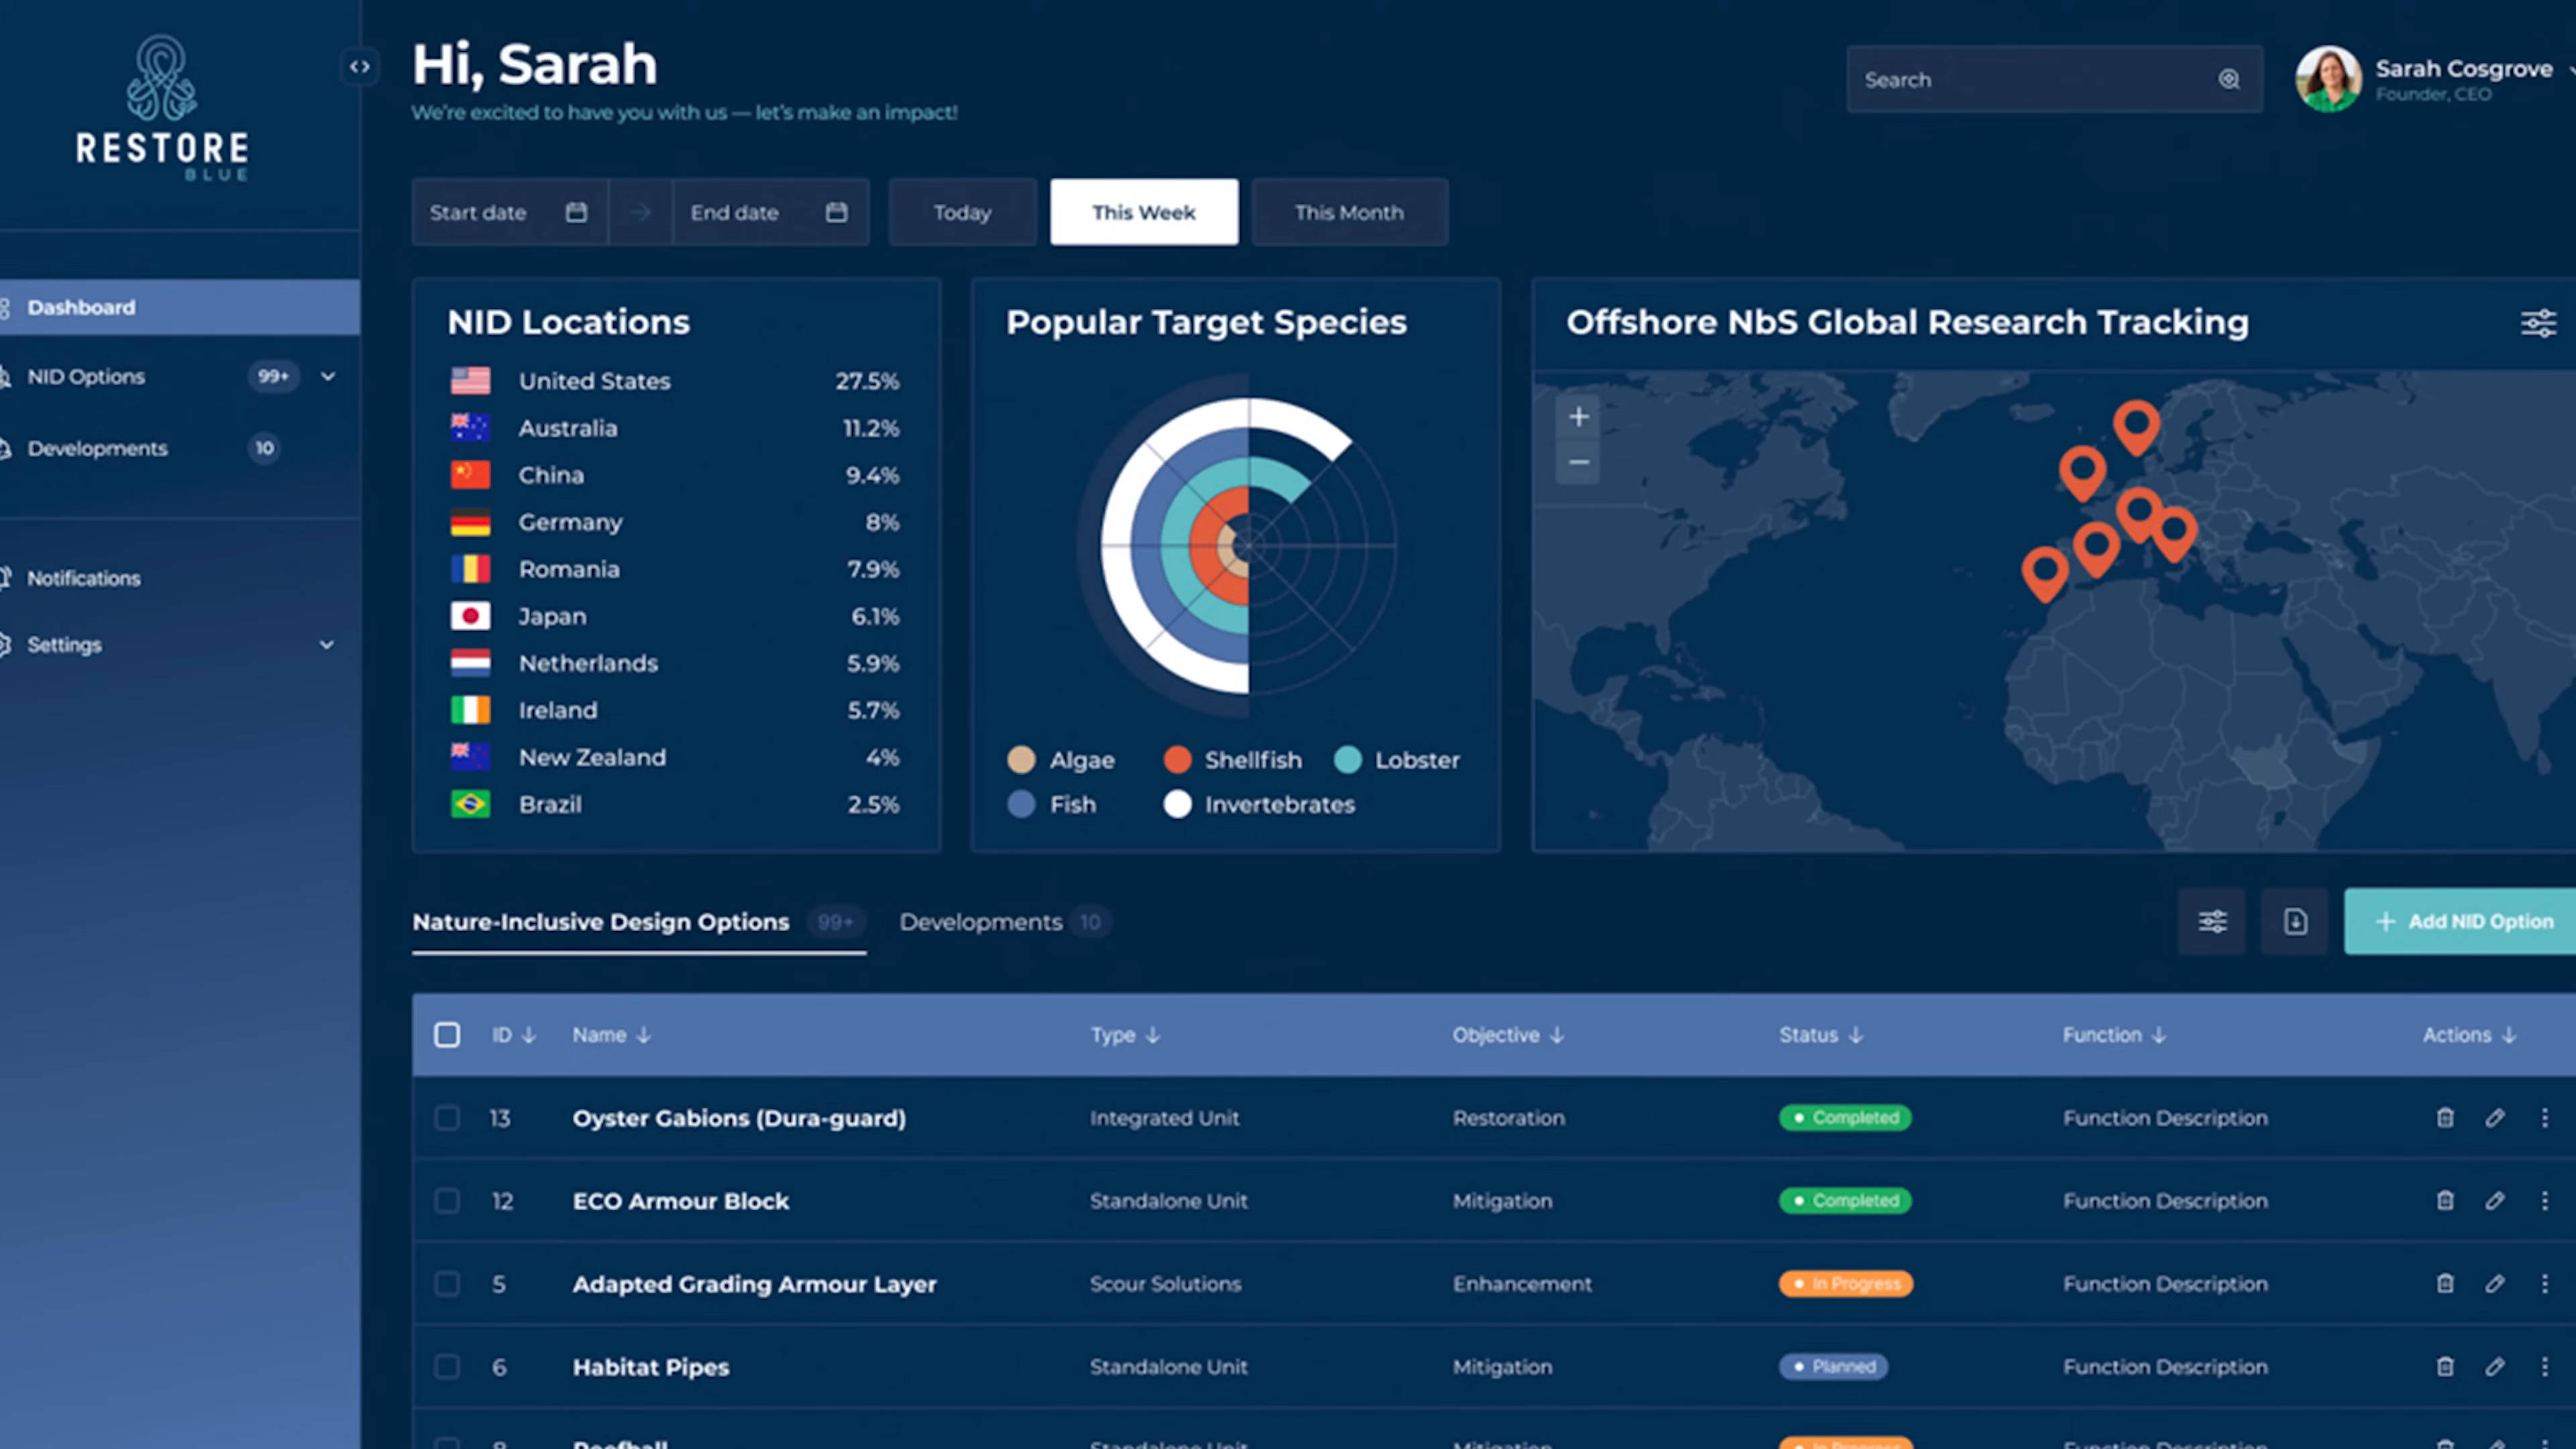 RESTORE
BLUE
Hi, Sarah
We're excited to have you with us — let's make an impact!
Search
Sarah Cosgrove
Founder, CEO
Start date
End date
Today
This Week
This Month
Dashboard
NID Options 99+
Developments 10
Notifications
Settings
NID Locations
United States 27.5%
Australia 11.2%
China 9.4%
Germany 8%
Romania 7.9%
Japan 6.1%
Netherlands 5.9%
Ireland 5.7%
New Zealand 4%
Brazil 2.5%
Popular Target Species
Algae Shellfish Lobster
Fish Invertebrates
Offshore NbS Global Research Tracking
+
−
Nature-Inclusive Design Options 99+ Developments 10
+ Add NID Option
ID Name Type Objective Status Function Actions
13 Oyster Gabions (Dura-guard) Integrated Unit Restoration Completed Function Description
12 ECO Armour Block Standalone Unit Mitigation Completed Function Description
5 Adapted Grading Armour Layer Scour Solutions Enhancement In Progress Function Description
6 Habitat Pipes Standalone Unit Mitigation Planned Function Description